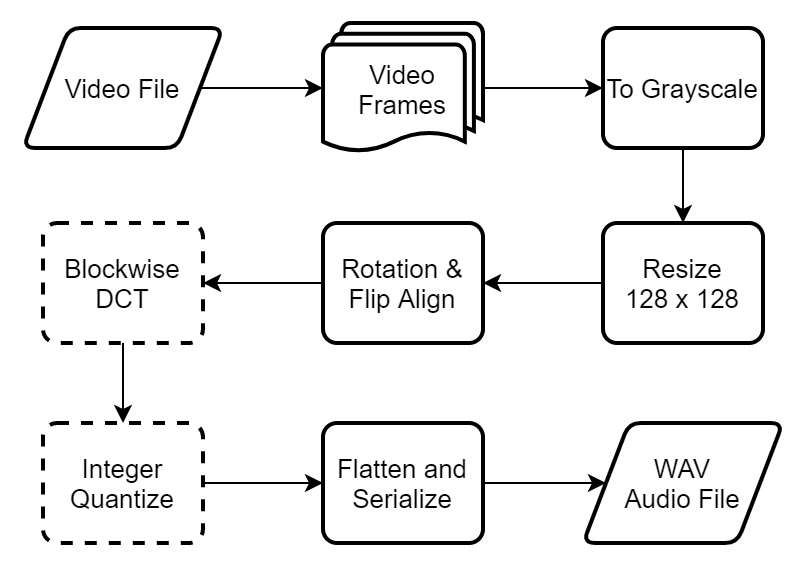 Video File
Video
Frames
To Grayscale
Resize
128 x 128
Rotation &
Flip Align
Blockwise
DCT
Integer
Quantize
Flatten and
Serialize
WAV
Audio File